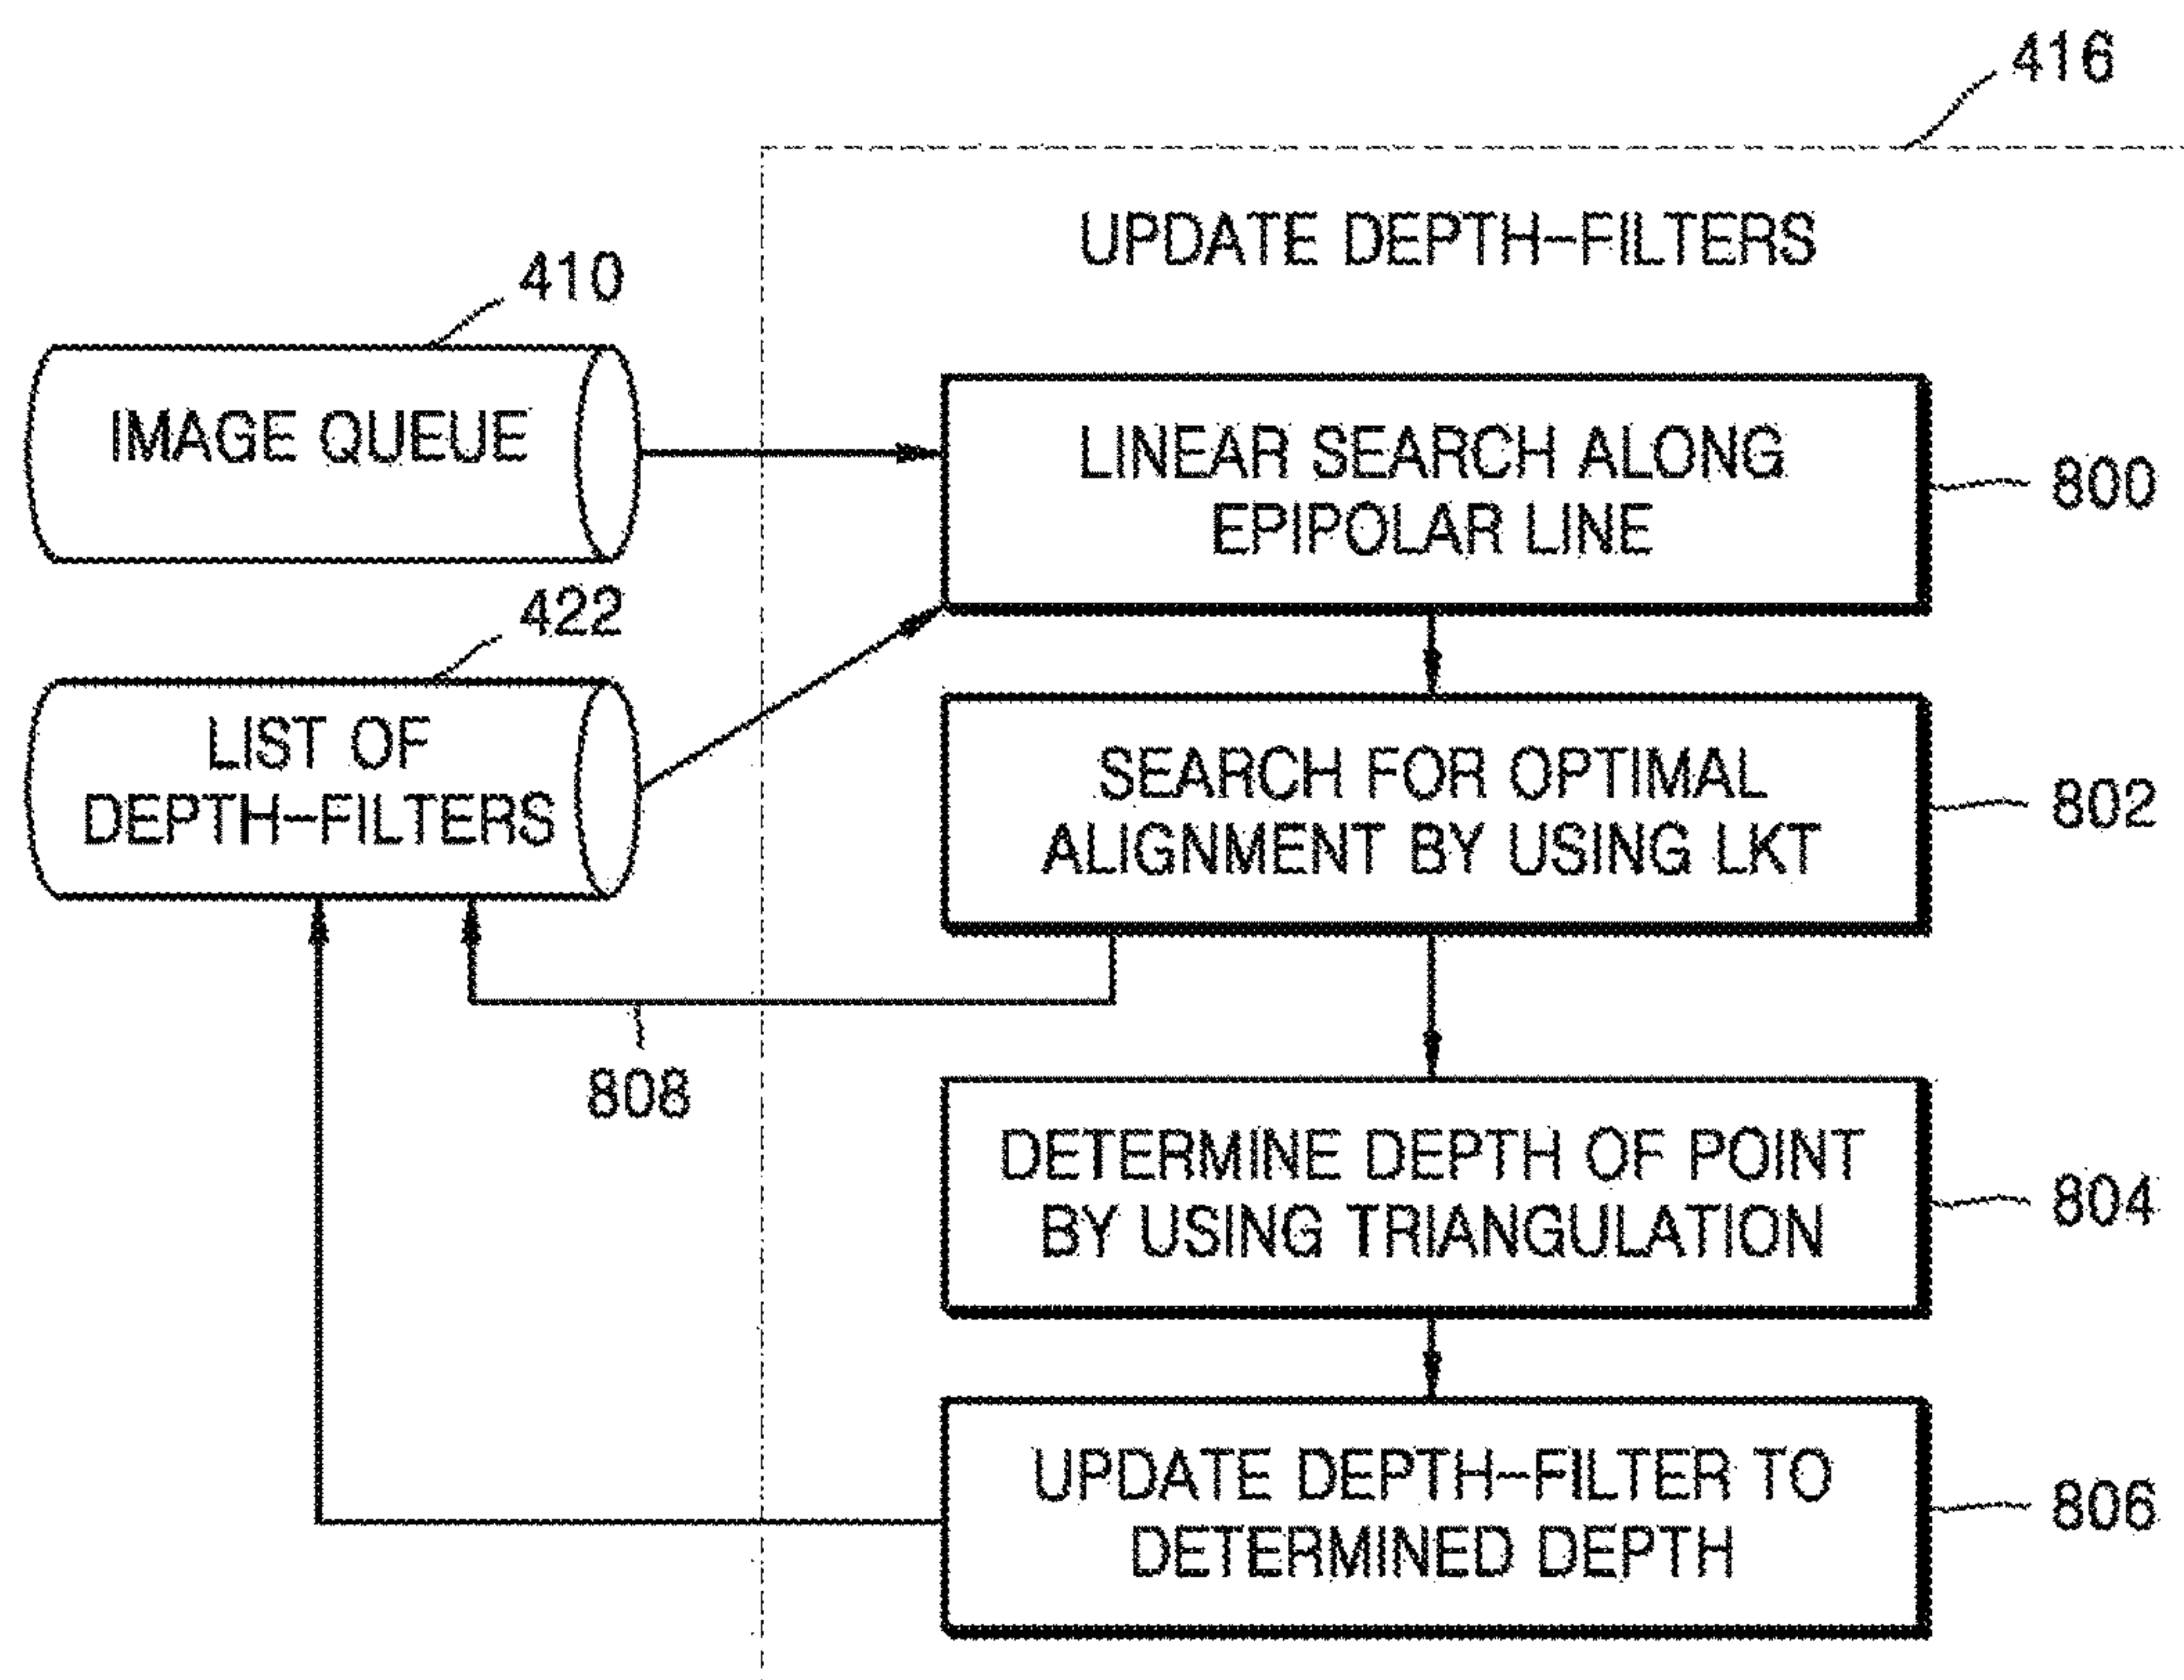 416
UPDATE DEPTH-FILTERS
410
IMAGE QUEUE
LINEAR SEARCH ALONG
EPIPOLAR LINE
800
422
LIST OF
DEPTH-FILTERS
SEARCH FOR OPTIMAL
ALIGNMENT BY USING LKT
802
808
DETERMINE DEPTH OF POINT
BY USING TRIANGULATION
804
UPDATE DEPTH-FILTER TO
DETERMINED DEPTH
806